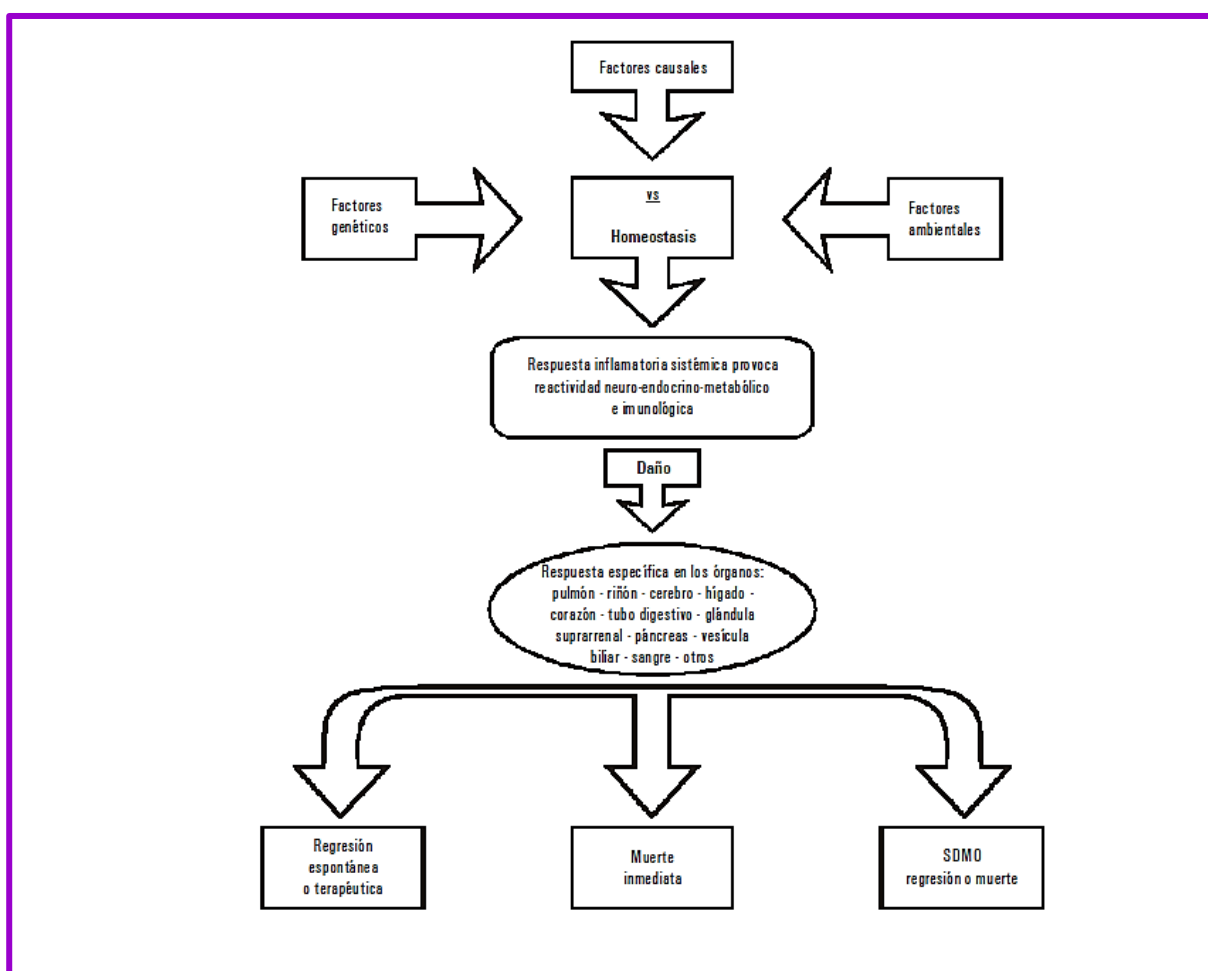 Factores causales
Factores
genéticos
vs
Homeostasis
Factores
ambientales
Respuesta inflamatoria sistémica provoca
reactividad neuro-endocrino-metabólico
e imunológica
Daño
Respuesta específica en los órganos:
pulmón - riñón - cerebro - hígado -
corazón - tubo digestivo - glándula
suprarrenal - páncreas - vesícula
biliar - sangre - otros
Regresión
espontánea
o terapéutica
Muerte
inmediata
SDMO
regresión o muerte